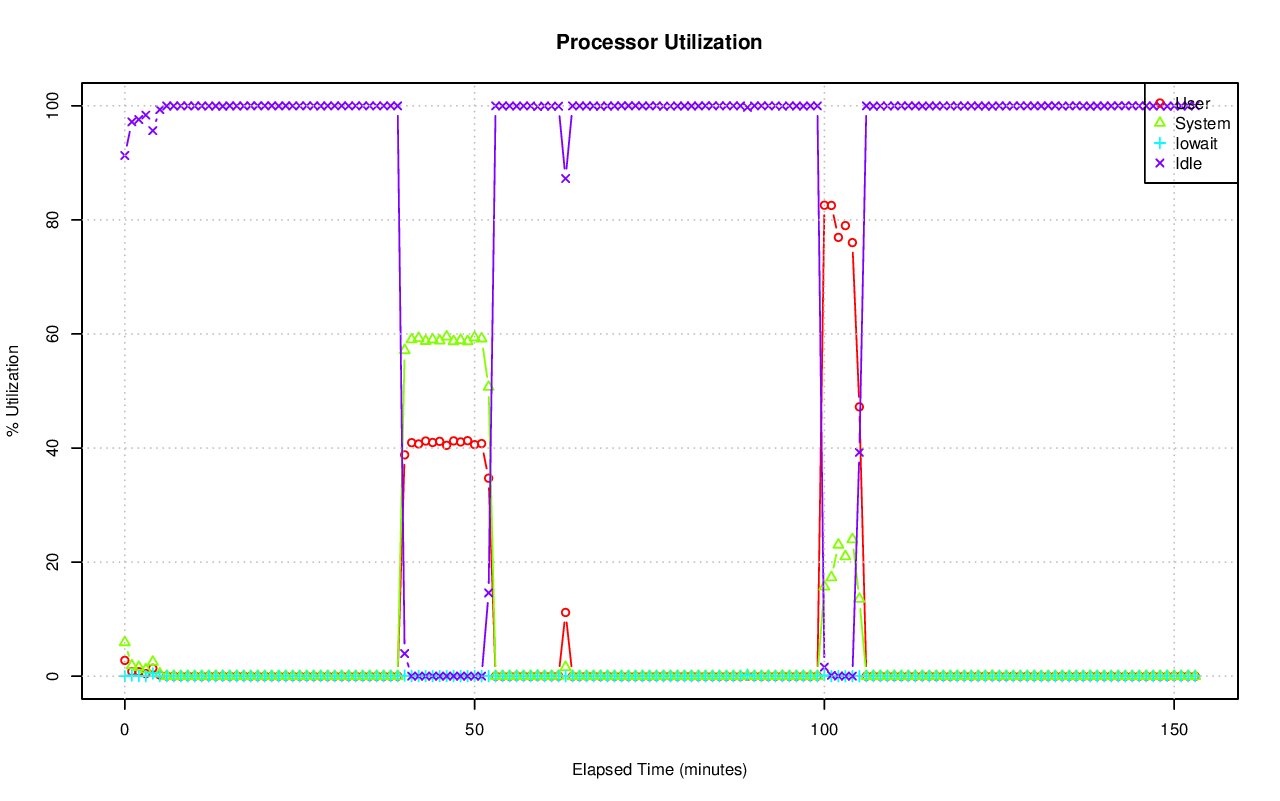 Processor Utilization
% Utilization
100
80
60
40
20
0
User
System
Iowait
Idle
0 50 100 150
Elapsed Time (minutes)